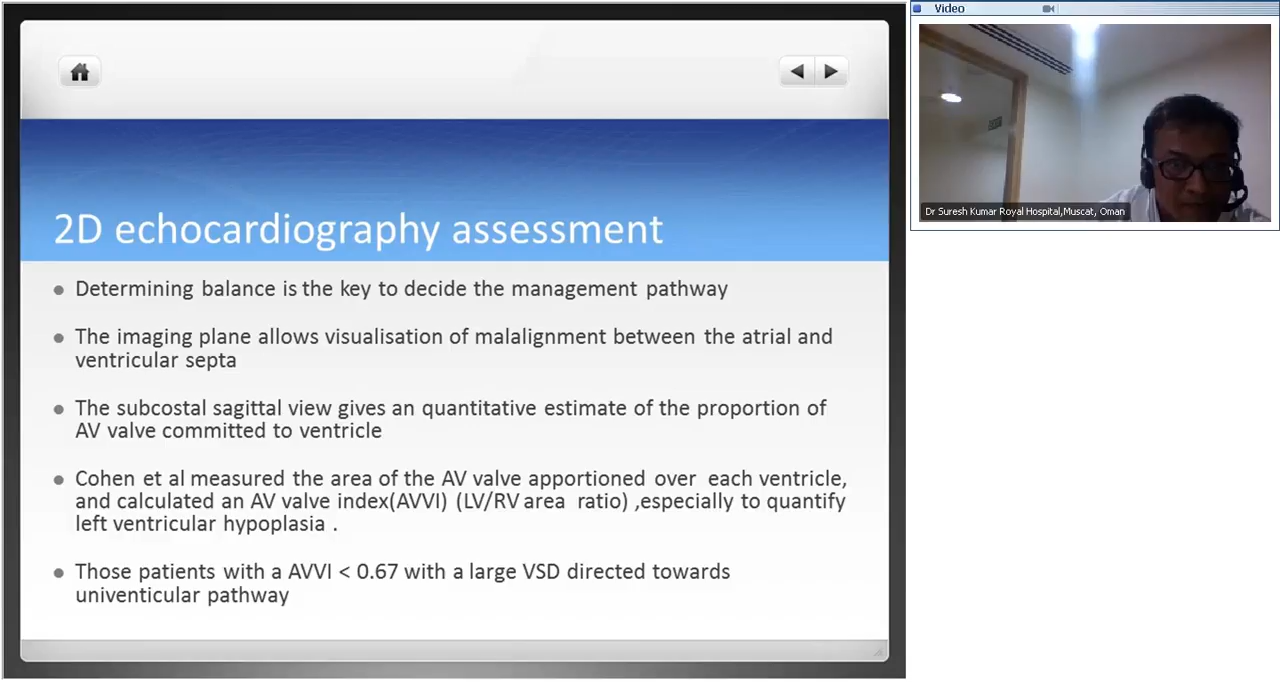 Video
Dr Suresh Kumar Royal Hospital,Muscat, Oman
2D echocardiography assessment
Determining balance is the key to decide the management pathway
The imaging plane allows visualisation of malalignment between the atrial and
ventricular septa
The subcostal sagittal view gives an quantitative estimate of the proportion of
AV valve committed to ventricle
Cohen et al measured the area of the AV valve apportioned over each ventricle,
and calculated an AV valve index(AVVI) (LV/RV area ratio) ,especially to quantify
left ventricular hypoplasia .
Those patients with a AVVI < 0.67 with a large VSD directed towards
univenticular pathway